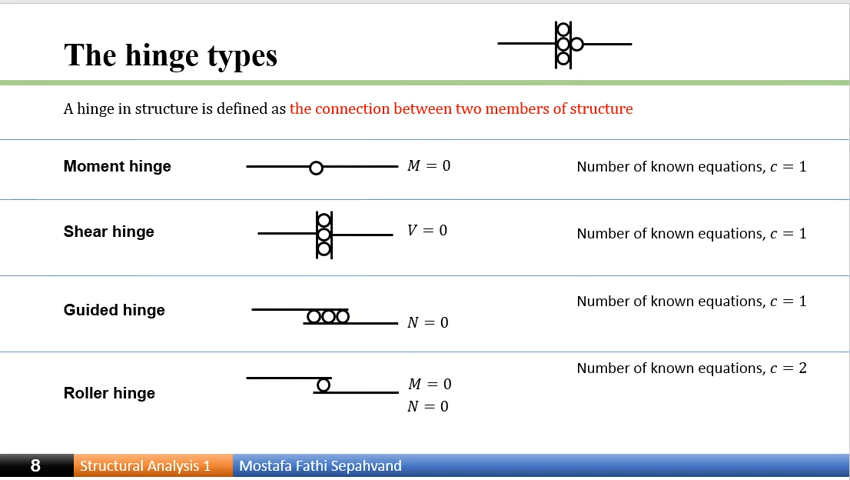 The hinge types
A hinge in structure is defined as the connection between two members of structure
Moment hinge
M = 0
Number of known equations, c = 1
Shear hinge
V = 0
Number of known equations, c = 1
Guided hinge
N = 0
Number of known equations, c = 1
Roller hinge
M = 0
N = 0
Number of known equations, c = 2
8
Structural Analysis 1
Mostafa Fathi Sepahvand